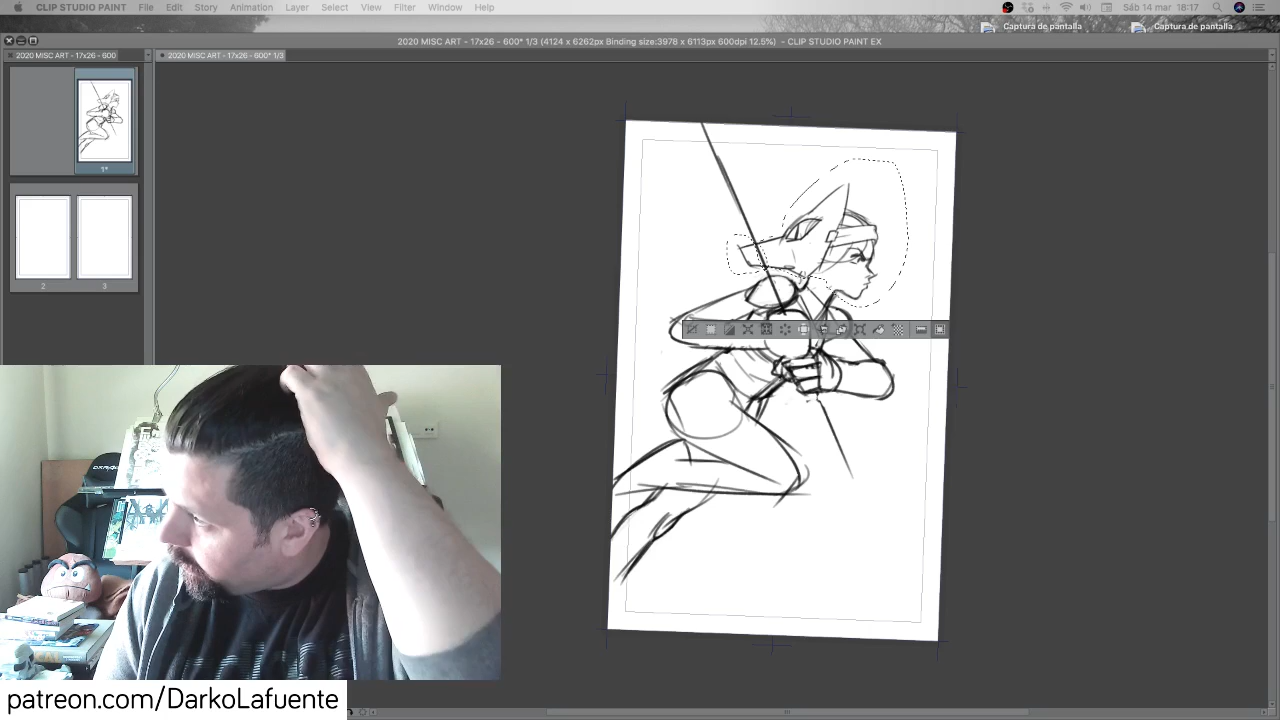 CLIP STUDIO PAINT File Edit Story Animation Layer Select View Filter Window Help Sáb 14 mar 18:17
Captura de pantalla Captura de pantalla
2020 MISC ART - 17x26 - 600* 1/3 (4124 x 6262px Binding size:3978 x 6113px 600dpi 12.5%) - CLIP STUDIO PAINT EX
2020 MISC ART - 17x26 - 600 2020 MISC ART - 17x26 - 600* 1/3
1*
2 3
patreon.com/DarkoLafuente